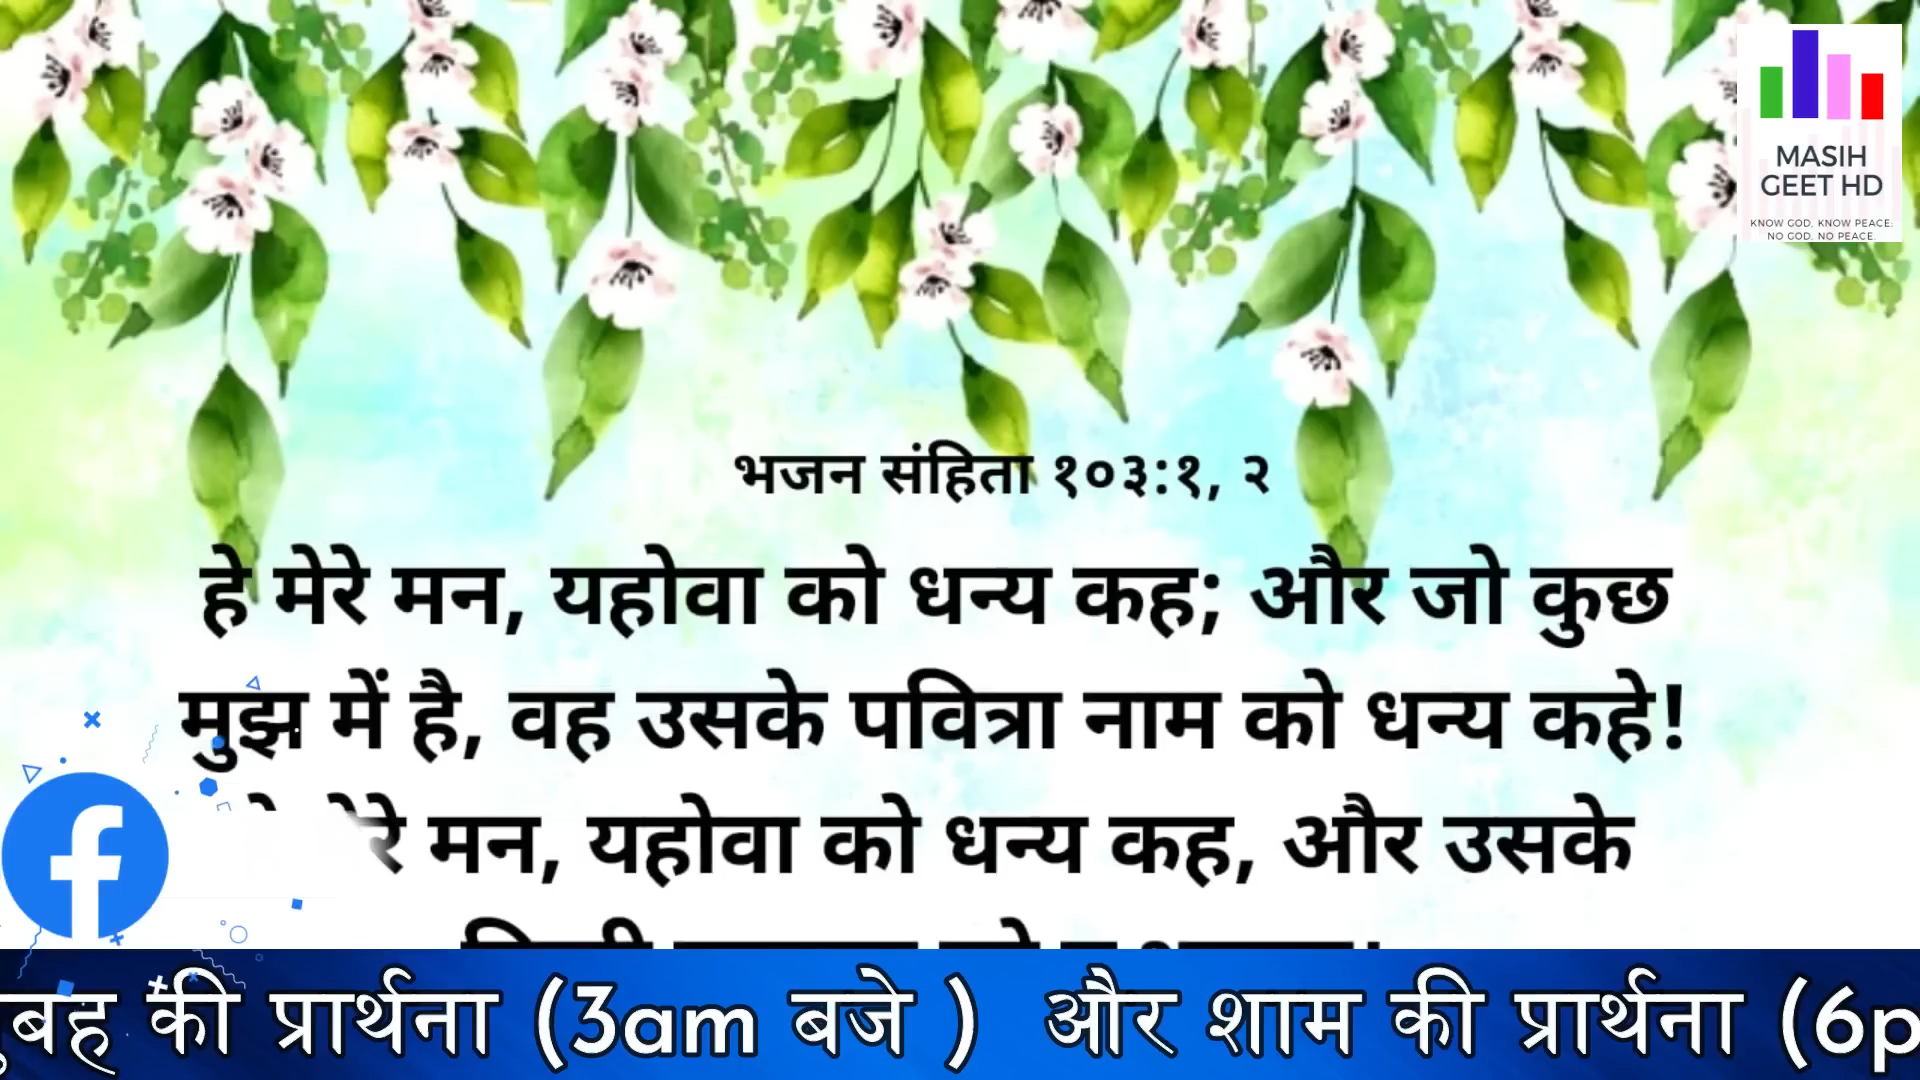 MASIH
GEET HD
KNOW GOD. KNOW PEACE:
NO GOD. NO PEACE.
भजन संहिता १०३:१, २
हे मेरे मन, यहोवा को धन्य कह; और जो कुछ
मुझ में है, वह उसके पवित्रा नाम को धन्य कहे!
मन, यहोवा को धन्य कह, और उसके
की प्रार्थना (3am बजे ) और शाम की प्रार्थना (6p